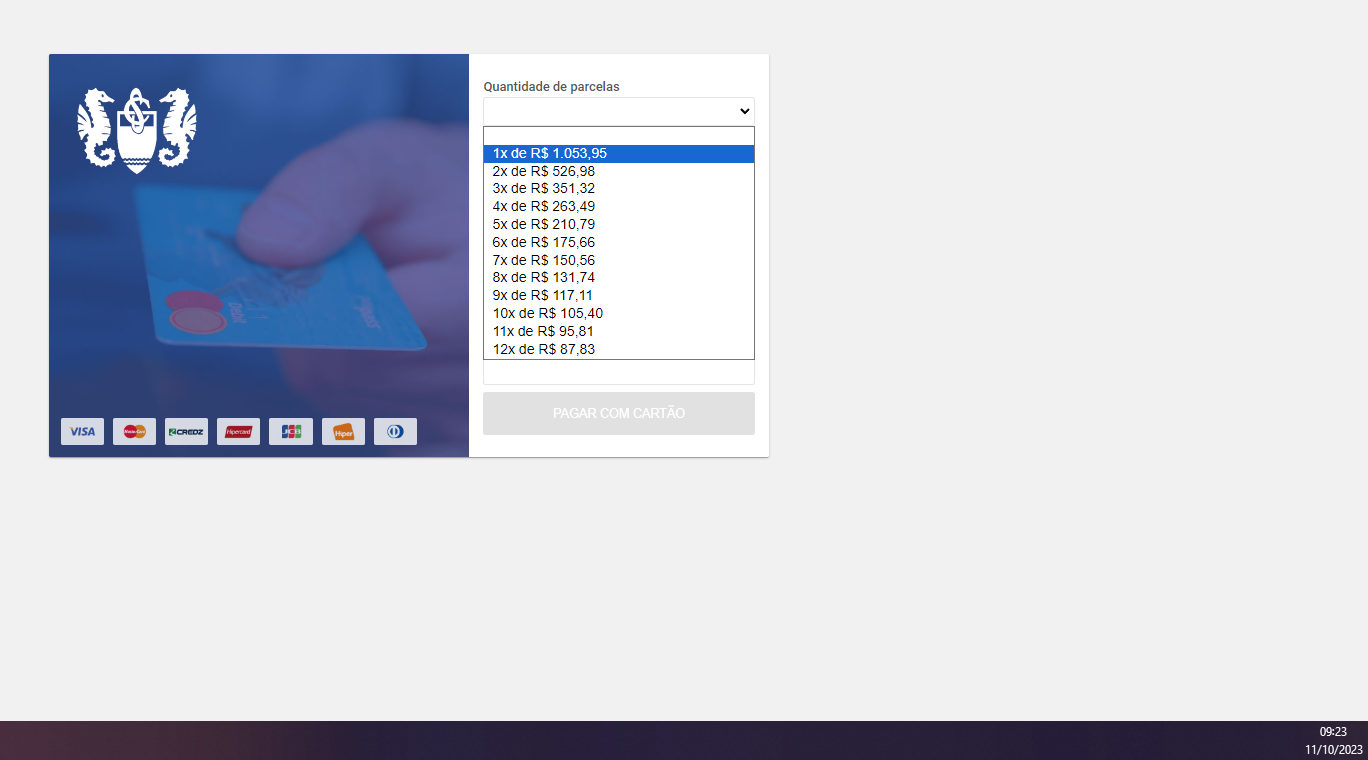 Quantidade de parcelas
1x de R$ 1.053,95
2x de R$ 526,98
3x de R$ 351,32
4x de R$ 263,49
5x de R$ 210,79
6x de R$ 175,66
7x de R$ 150,56
8x de R$ 131,74
9x de R$ 117,11
10x de R$ 105,40
11x de R$ 95,81
12x de R$ 87,83
PAGAR COM CARTÃO
Debit
VISA
MasterCard
CREDZ
Hipercard
JCB
Hiper
09:23
11/10/2023